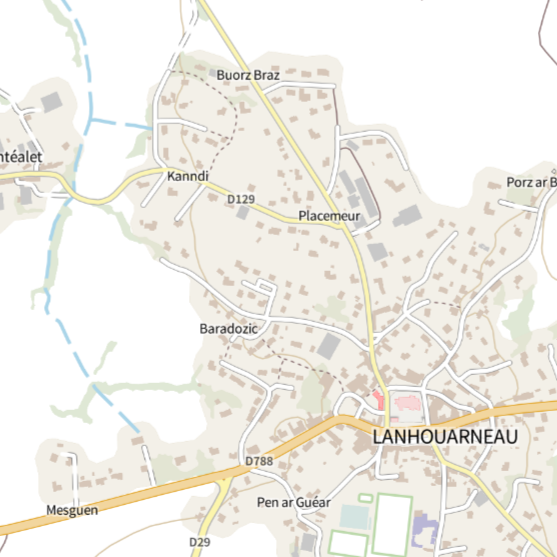 Buorz Braz
ntéalet
Kanndi
Porz ar B
D129
Placemeur
Baradozic
LANHOUARNEAU
D788
Pen ar Guéar
Mesguen
D29